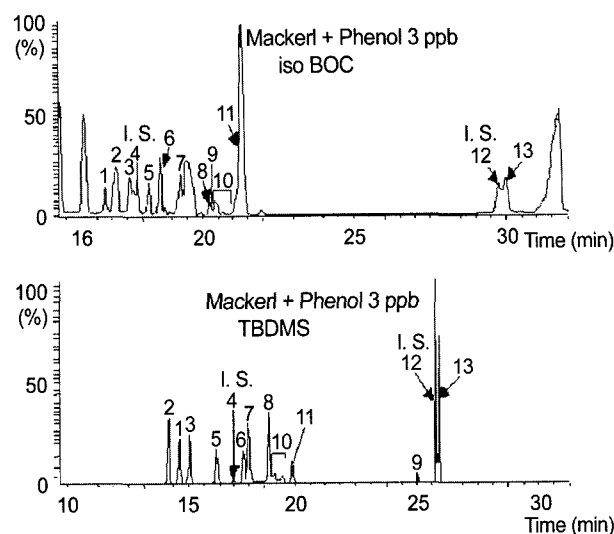 100
(%)
Mackerl + Phenol 3 ppb
iso BOC
50
I. S.
1 2 3 4 5 6 7 8 9 10 11
I. S.
12 13
0
16 20 25 30
Time (min)
100
(%)
Mackerl + Phenol 3 ppb
TBDMS
50
I. S.
2 1 3 5 4 6 7 8 10 11
I. S.
12 13
9
0
10 15 20 25 30
Time (min)